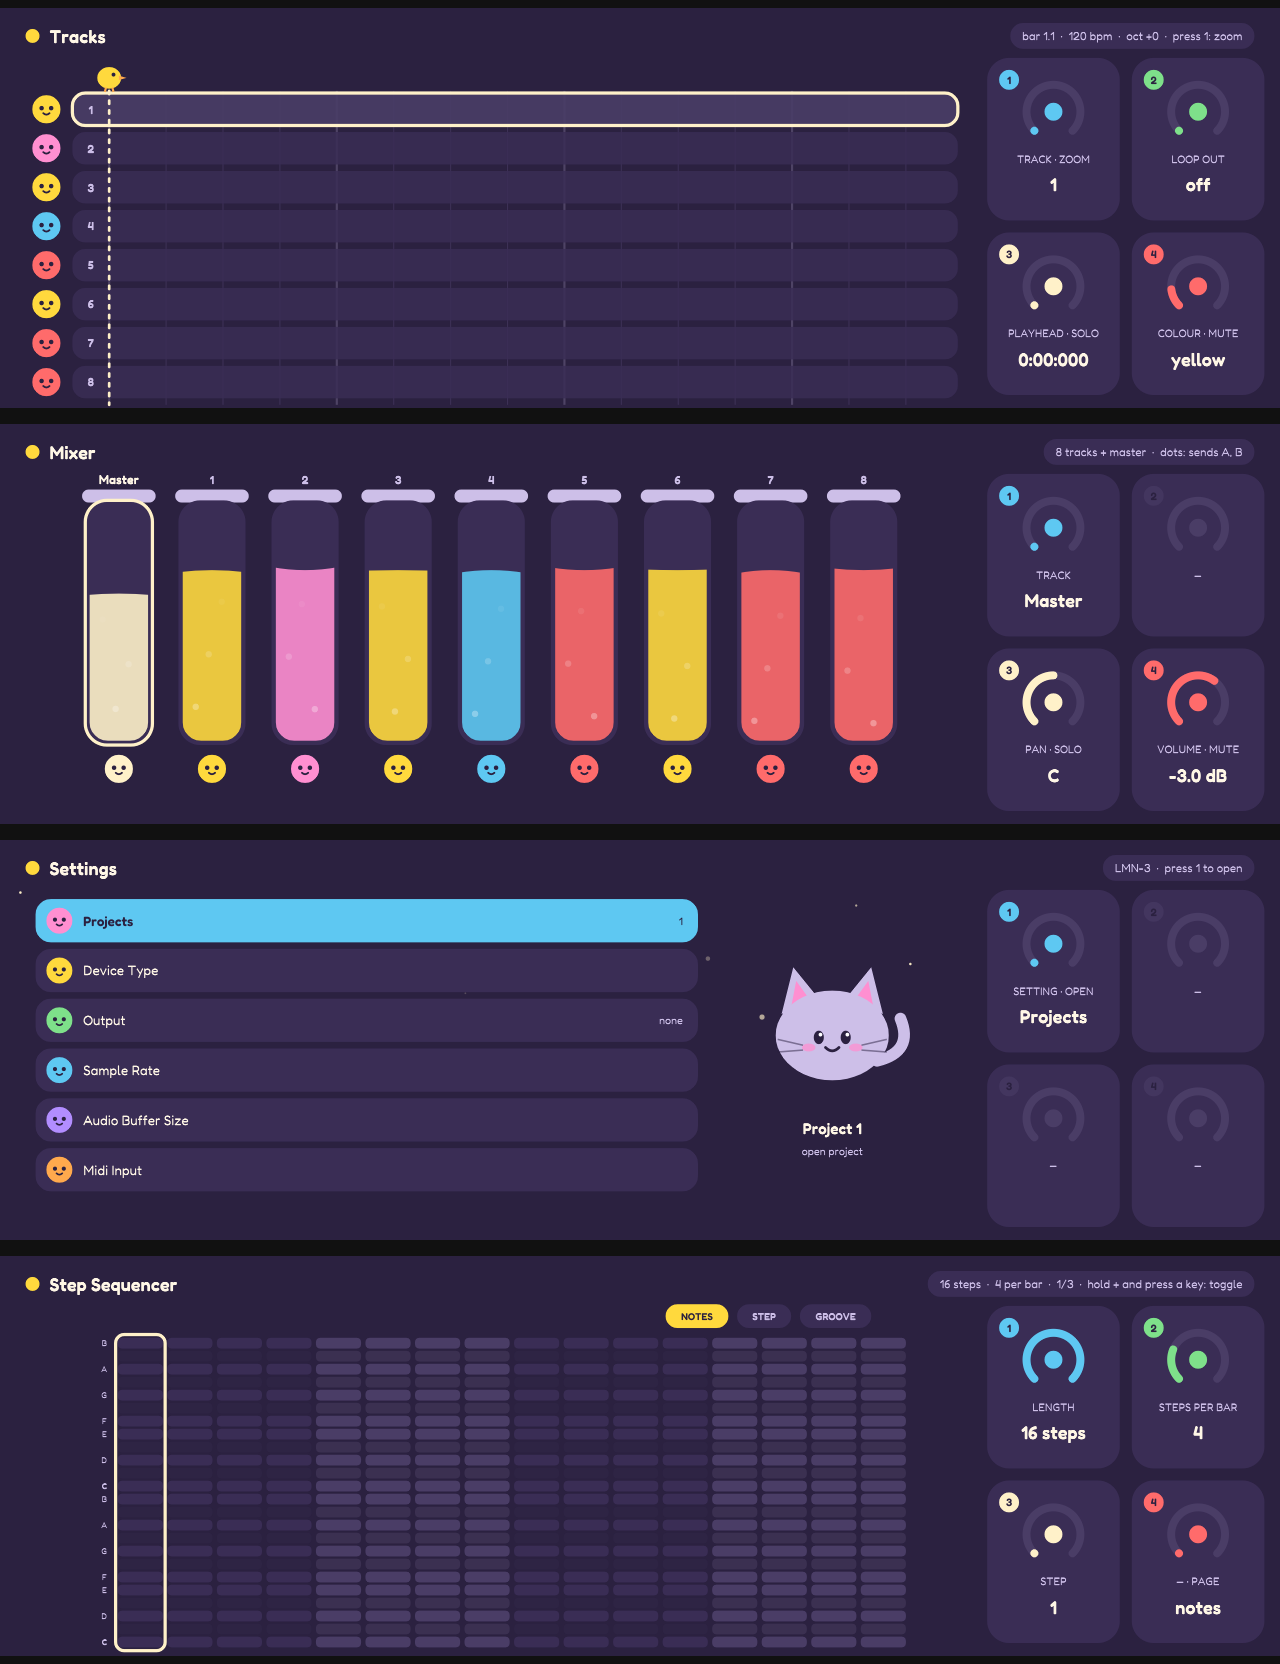 Tracks
bar 1.1 · 120 bpm · oct +0 · press 1: zoom
1
2
3
4
5
6
7
8
1
TRACK · ZOOM
1
2
LOOP OUT
off
3
PLAYHEAD · SOLO
0:00:000
4
COLOUR · MUTE
yellow
Mixer
8 tracks + master · dots: sends A, B
Master 1 2 3 4 5 6 7 8
1
TRACK
Master
2
–
3
PAN · SOLO
C
4
VOLUME · MUTE
-3.0 dB
Settings
LMN-3 · press 1 to open
Projects 1
Device Type
Output none
Sample Rate
Audio Buffer Size
Midi Input
Project 1
open project
1
SETTING · OPEN
Projects
2
–
3
–
4
–
Step Sequencer
16 steps · 4 per bar · 1/3 · hold + and press a key: toggle
NOTES STEP GROOVE
B
A
G
F
E
D
C
B
A
G
F
E
D
C
1
LENGTH
16 steps
2
STEPS PER BAR
4
3
STEP
1
4
– · PAGE
notes